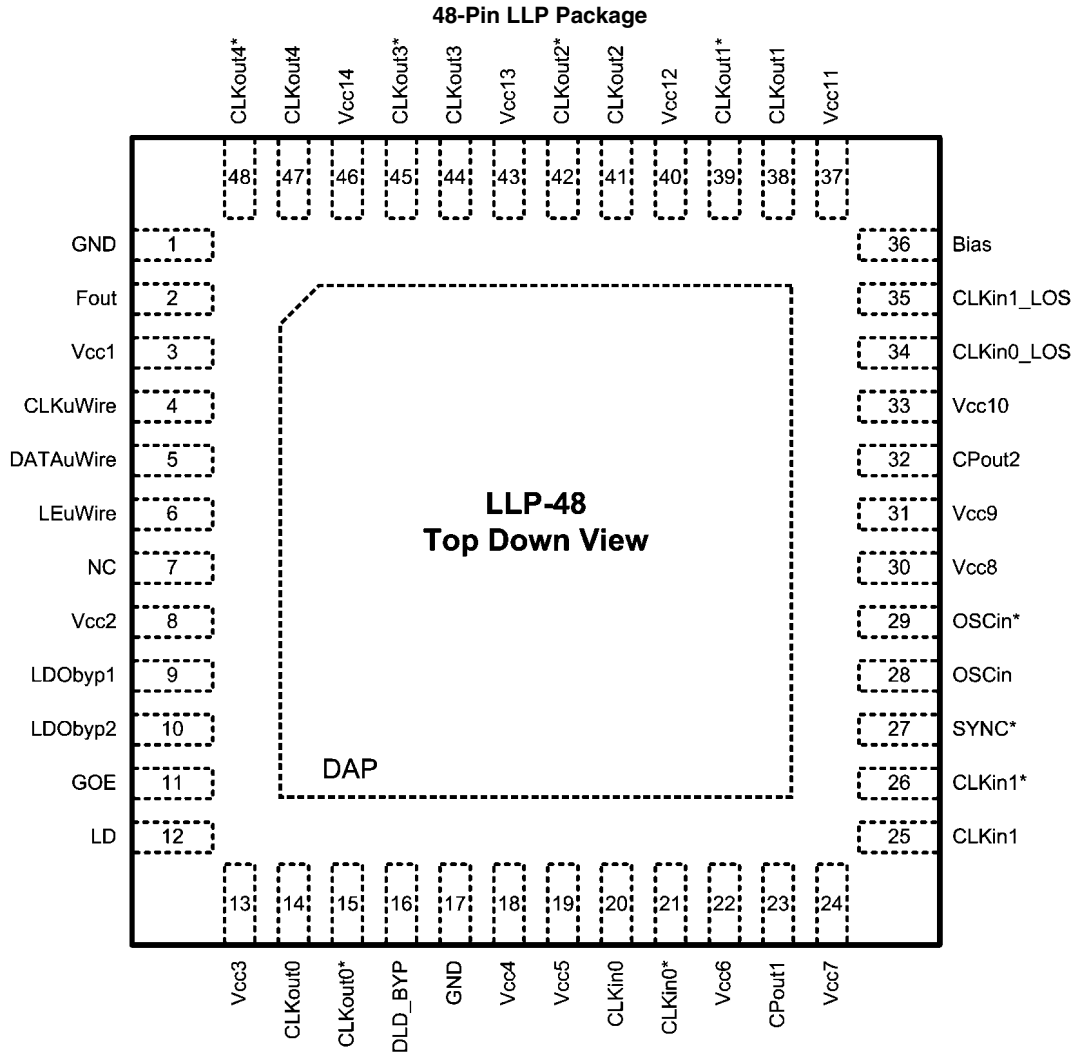 48-Pin LLP Package
CLKout4*
CLKout4
Vcc14
CLKout3*
CLKout3
Vcc13
CLKout2*
CLKout2
Vcc12
CLKout1*
CLKout1
Vcc11
48 47 46 45 44 43 42 41 40 39 38 37
GND 1 36 Bias
Fout 2 35 CLKin1_LOS
Vcc1 3 34 CLKin0_LOS
CLKuWire 4 33 Vcc10
DATAuWire 5 32 CPout2
LEuWire 6 31 Vcc9
LLP-48
Top Down View
NC 7 30 Vcc8
Vcc2 8 29 OSCin*
LDObyp1 9 28 OSCin
LDObyp2 10 27 SYNC*
GOE 11 26 CLKin1*
DAP
LD 12 25 CLKin1
13 14 15 16 17 18 19 20 21 22 23 24
Vcc3
CLKout0
CLKout0*
DLD_BYP
GND
Vcc4
Vcc5
CLKin0
CLKin0*
Vcc6
CPout1
Vcc7